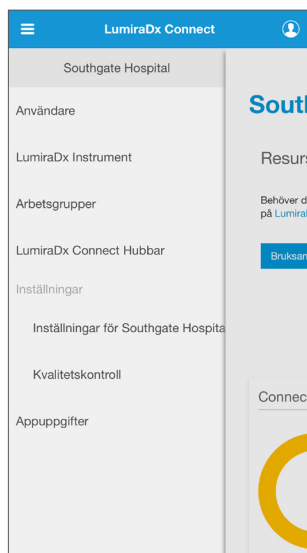 LumiraDx Connect
Southgate Hospital
Användare
LumiraDx Instrument
Arbetsgrupper
LumiraDx Connect Hubbar
Inställningar
Inställningar för Southgate Hospita
Kvalitetskontroll
Appuppgifter
Sout
Resurs
Behöver d
på Lumira
Bruksan
Connec